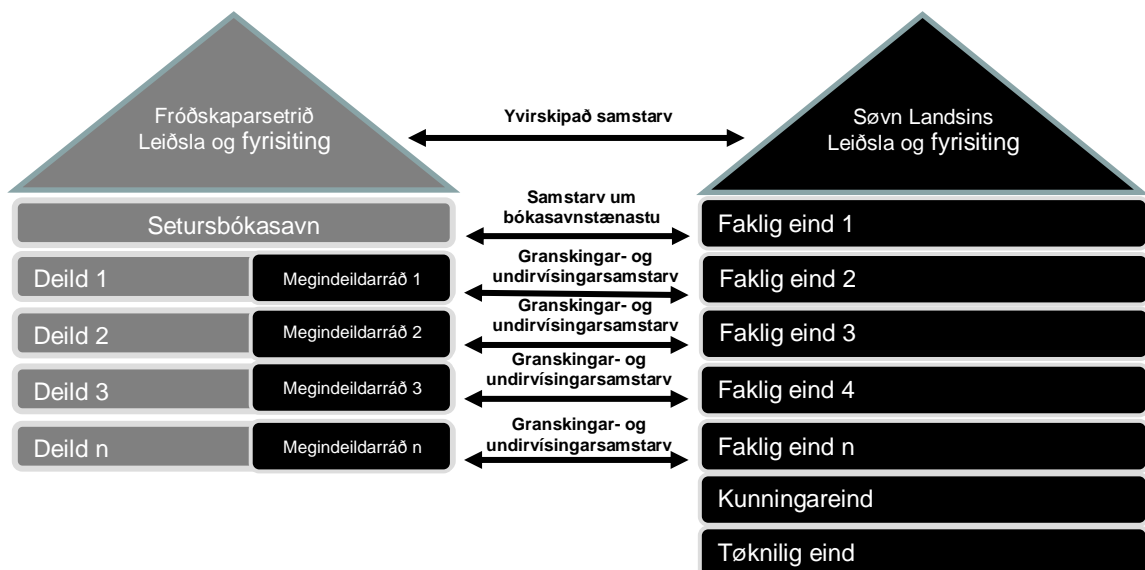 Fróðskaparsetrið
Leiðsla og fyrisiting
Yvirskipað samstarv
Søvn Landsins
Leiðsla og fyrisiting
Setursbókasavn
Samstarv um
bókasavnstænastu
Faklig eind 1
Deild 1
Megindeildarráð 1
Granskingar- og
undirvísingarsamstarv
Faklig eind 2
Deild 2
Megindeildarráð 2
Granskingar- og
undirvísingarsamstarv
Faklig eind 3
Deild 3
Megindeildarráð 3
Granskingar- og
undirvísingarsamstarv
Faklig eind 4
Deild n
Megindeildarráð n
Granskingar- og
undirvísingarsamstarv
Faklig eind n
Kunningareind
Tøknilig eind